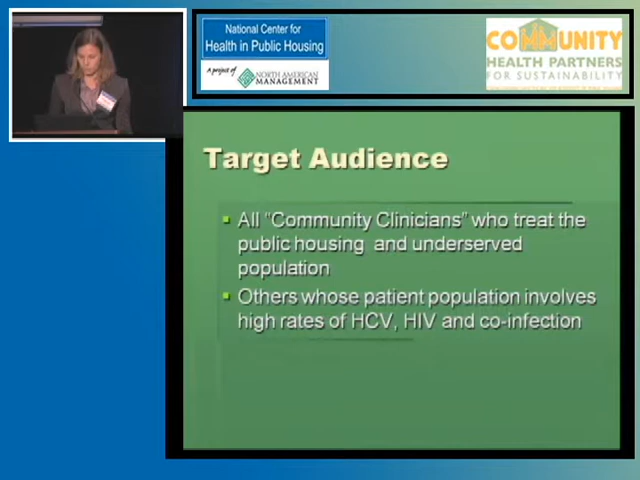 National Center for
Health in Public Housing
A project of
NORTH AMERICAN
MANAGEMENT
COMMUNITY
HEALTH PARTNERS
FOR SUSTAINABILITY
Target Audience
All "Community Clinicians" who treat the
public housing and underserved
population
Others whose patient population involves
high rates of HCV, HIV and co-infection